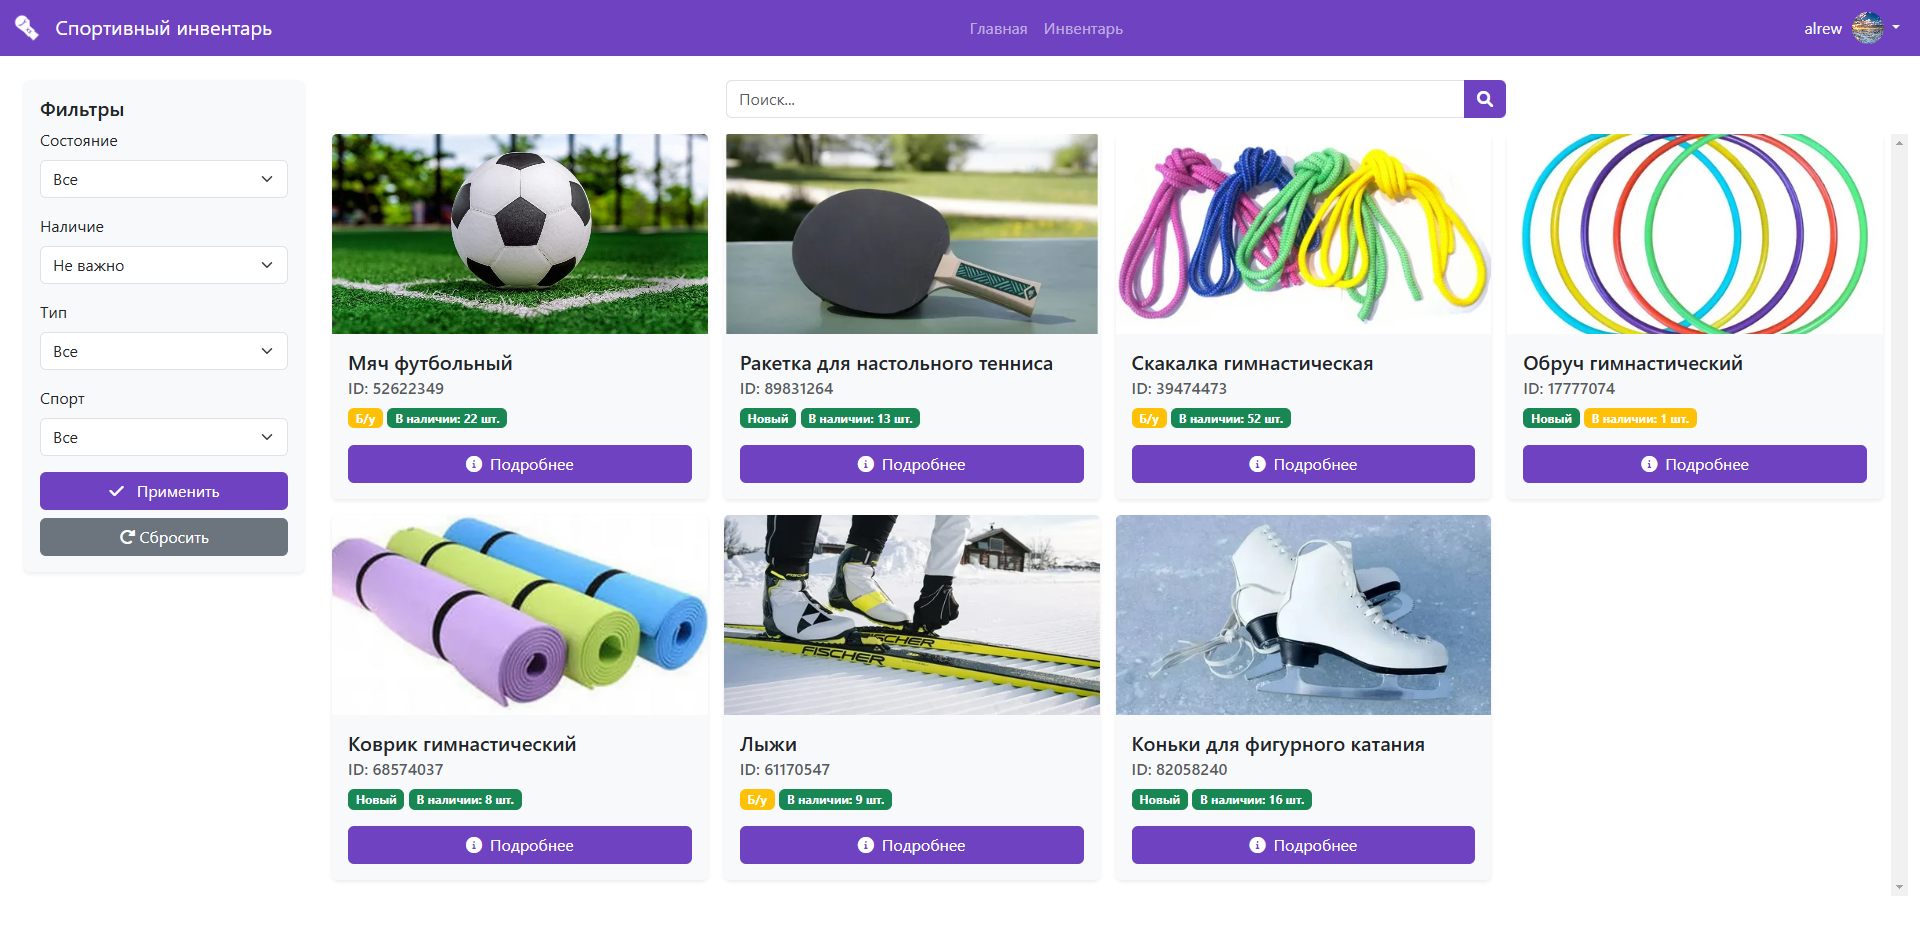 Спортивный инвентарь
Главная Инвентарь
alrew
Фильтры
Состояние
Все
Наличие
Не важно
Тип
Все
Спорт
Все
Применить
Сбросить
Поиск...
Мяч футбольный
ID: 52622349
Б/у В наличии: 22 шт.
Подробнее
Ракетка для настольного тенниса
ID: 89831264
Новый В наличии: 13 шт.
Подробнее
Скакалка гимнастическая
ID: 39474473
Б/у В наличии: 52 шт.
Подробнее
Обруч гимнастический
ID: 17777074
Новый В наличии: 1 шт.
Подробнее
Коврик гимнастический
ID: 68574037
Новый В наличии: 8 шт.
Подробнее
FISCHER
FISCHER
Лыжи
ID: 61170547
Б/у В наличии: 9 шт.
Подробнее
Коньки для фигурного катания
ID: 82058240
Новый В наличии: 16 шт.
Подробнее